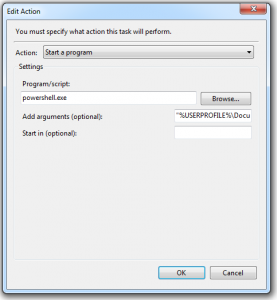 Edit Action
You must specify what action this task will perform.
Action: Start a program
Settings
Program/script:
powershell.exe Browse...
Add arguments (optional): "%USERPROFILE%\Docu
Start in (optional):
OK Cancel